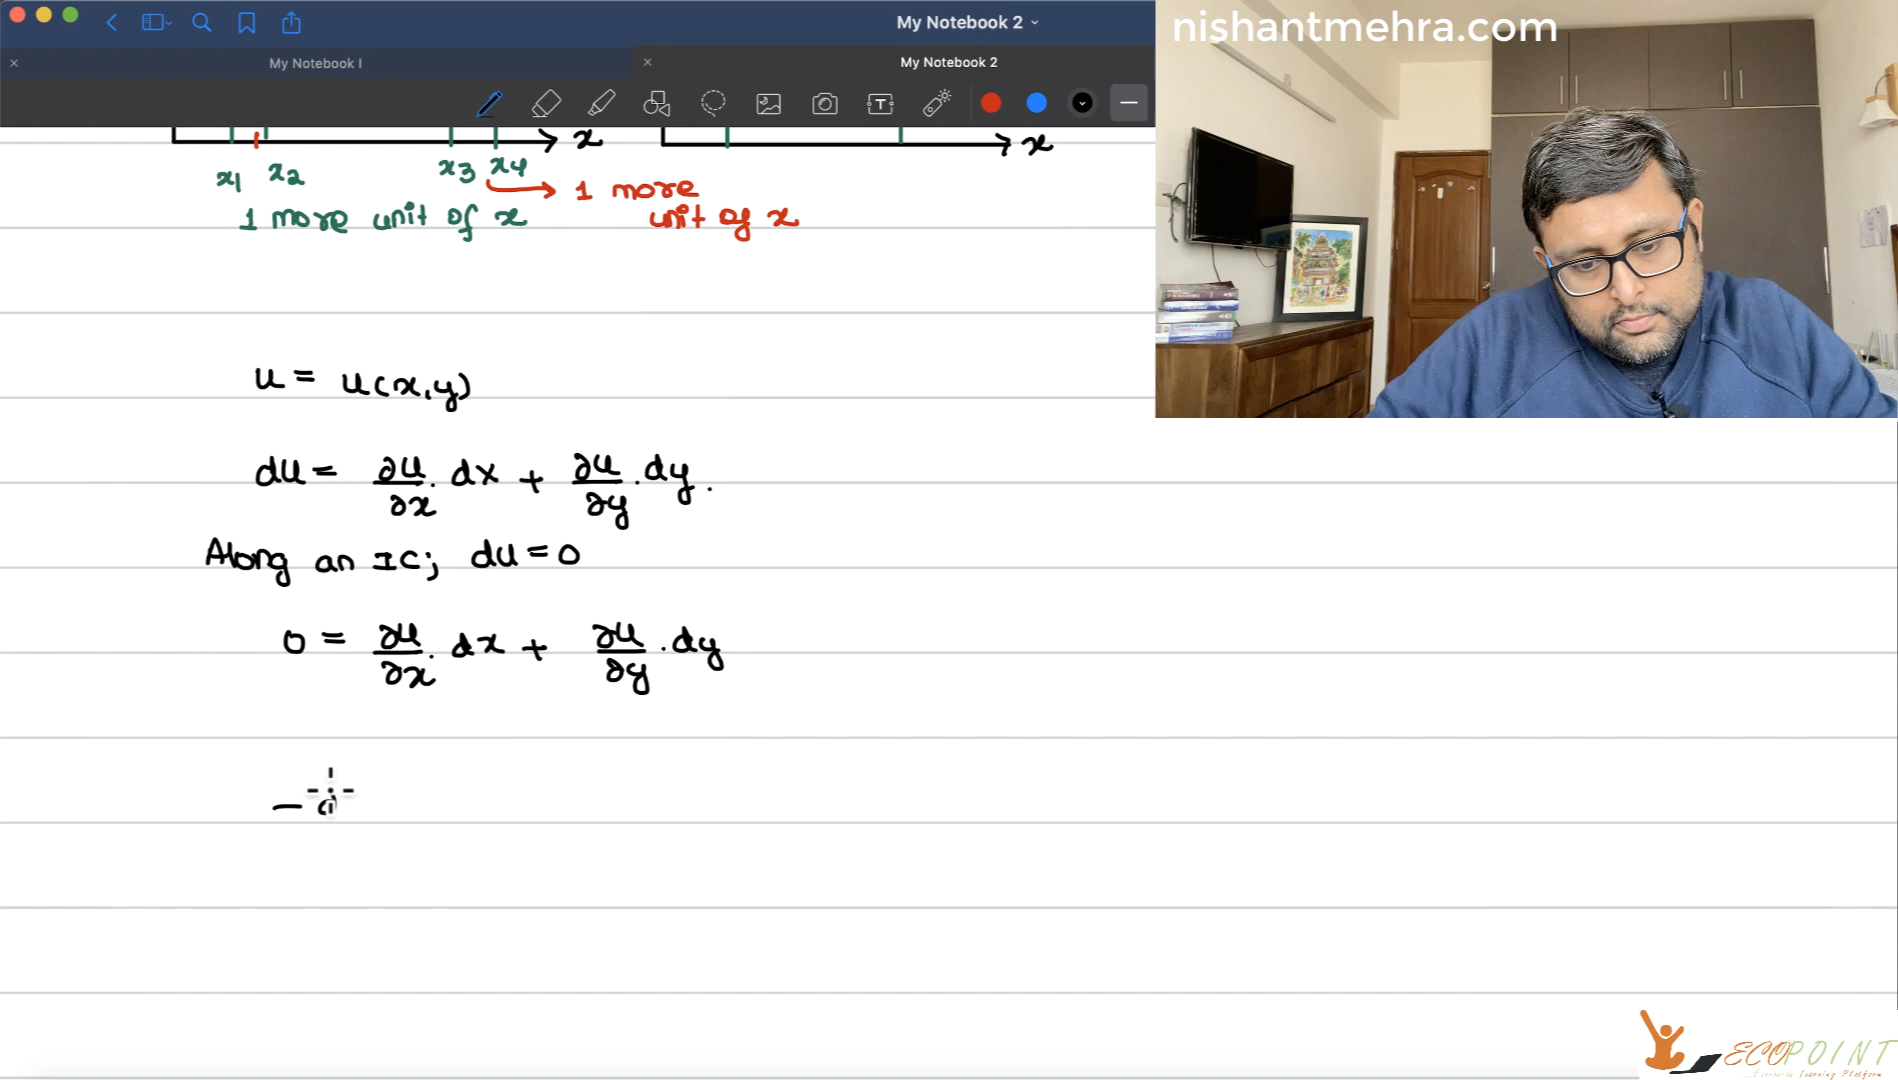 My Notebook 2
nishantmehra.com
My Notebook I
My Notebook 2
T
x
x
x1 x2 x3 x4
1 more unit of x
1 more
unit of x
u = u(x,y)
du = ∂u/∂x . dx + ∂u/∂y . dy .
Along an IC; du = 0
0 = ∂u/∂x . dx + ∂u/∂y . dy
ECOPOINT